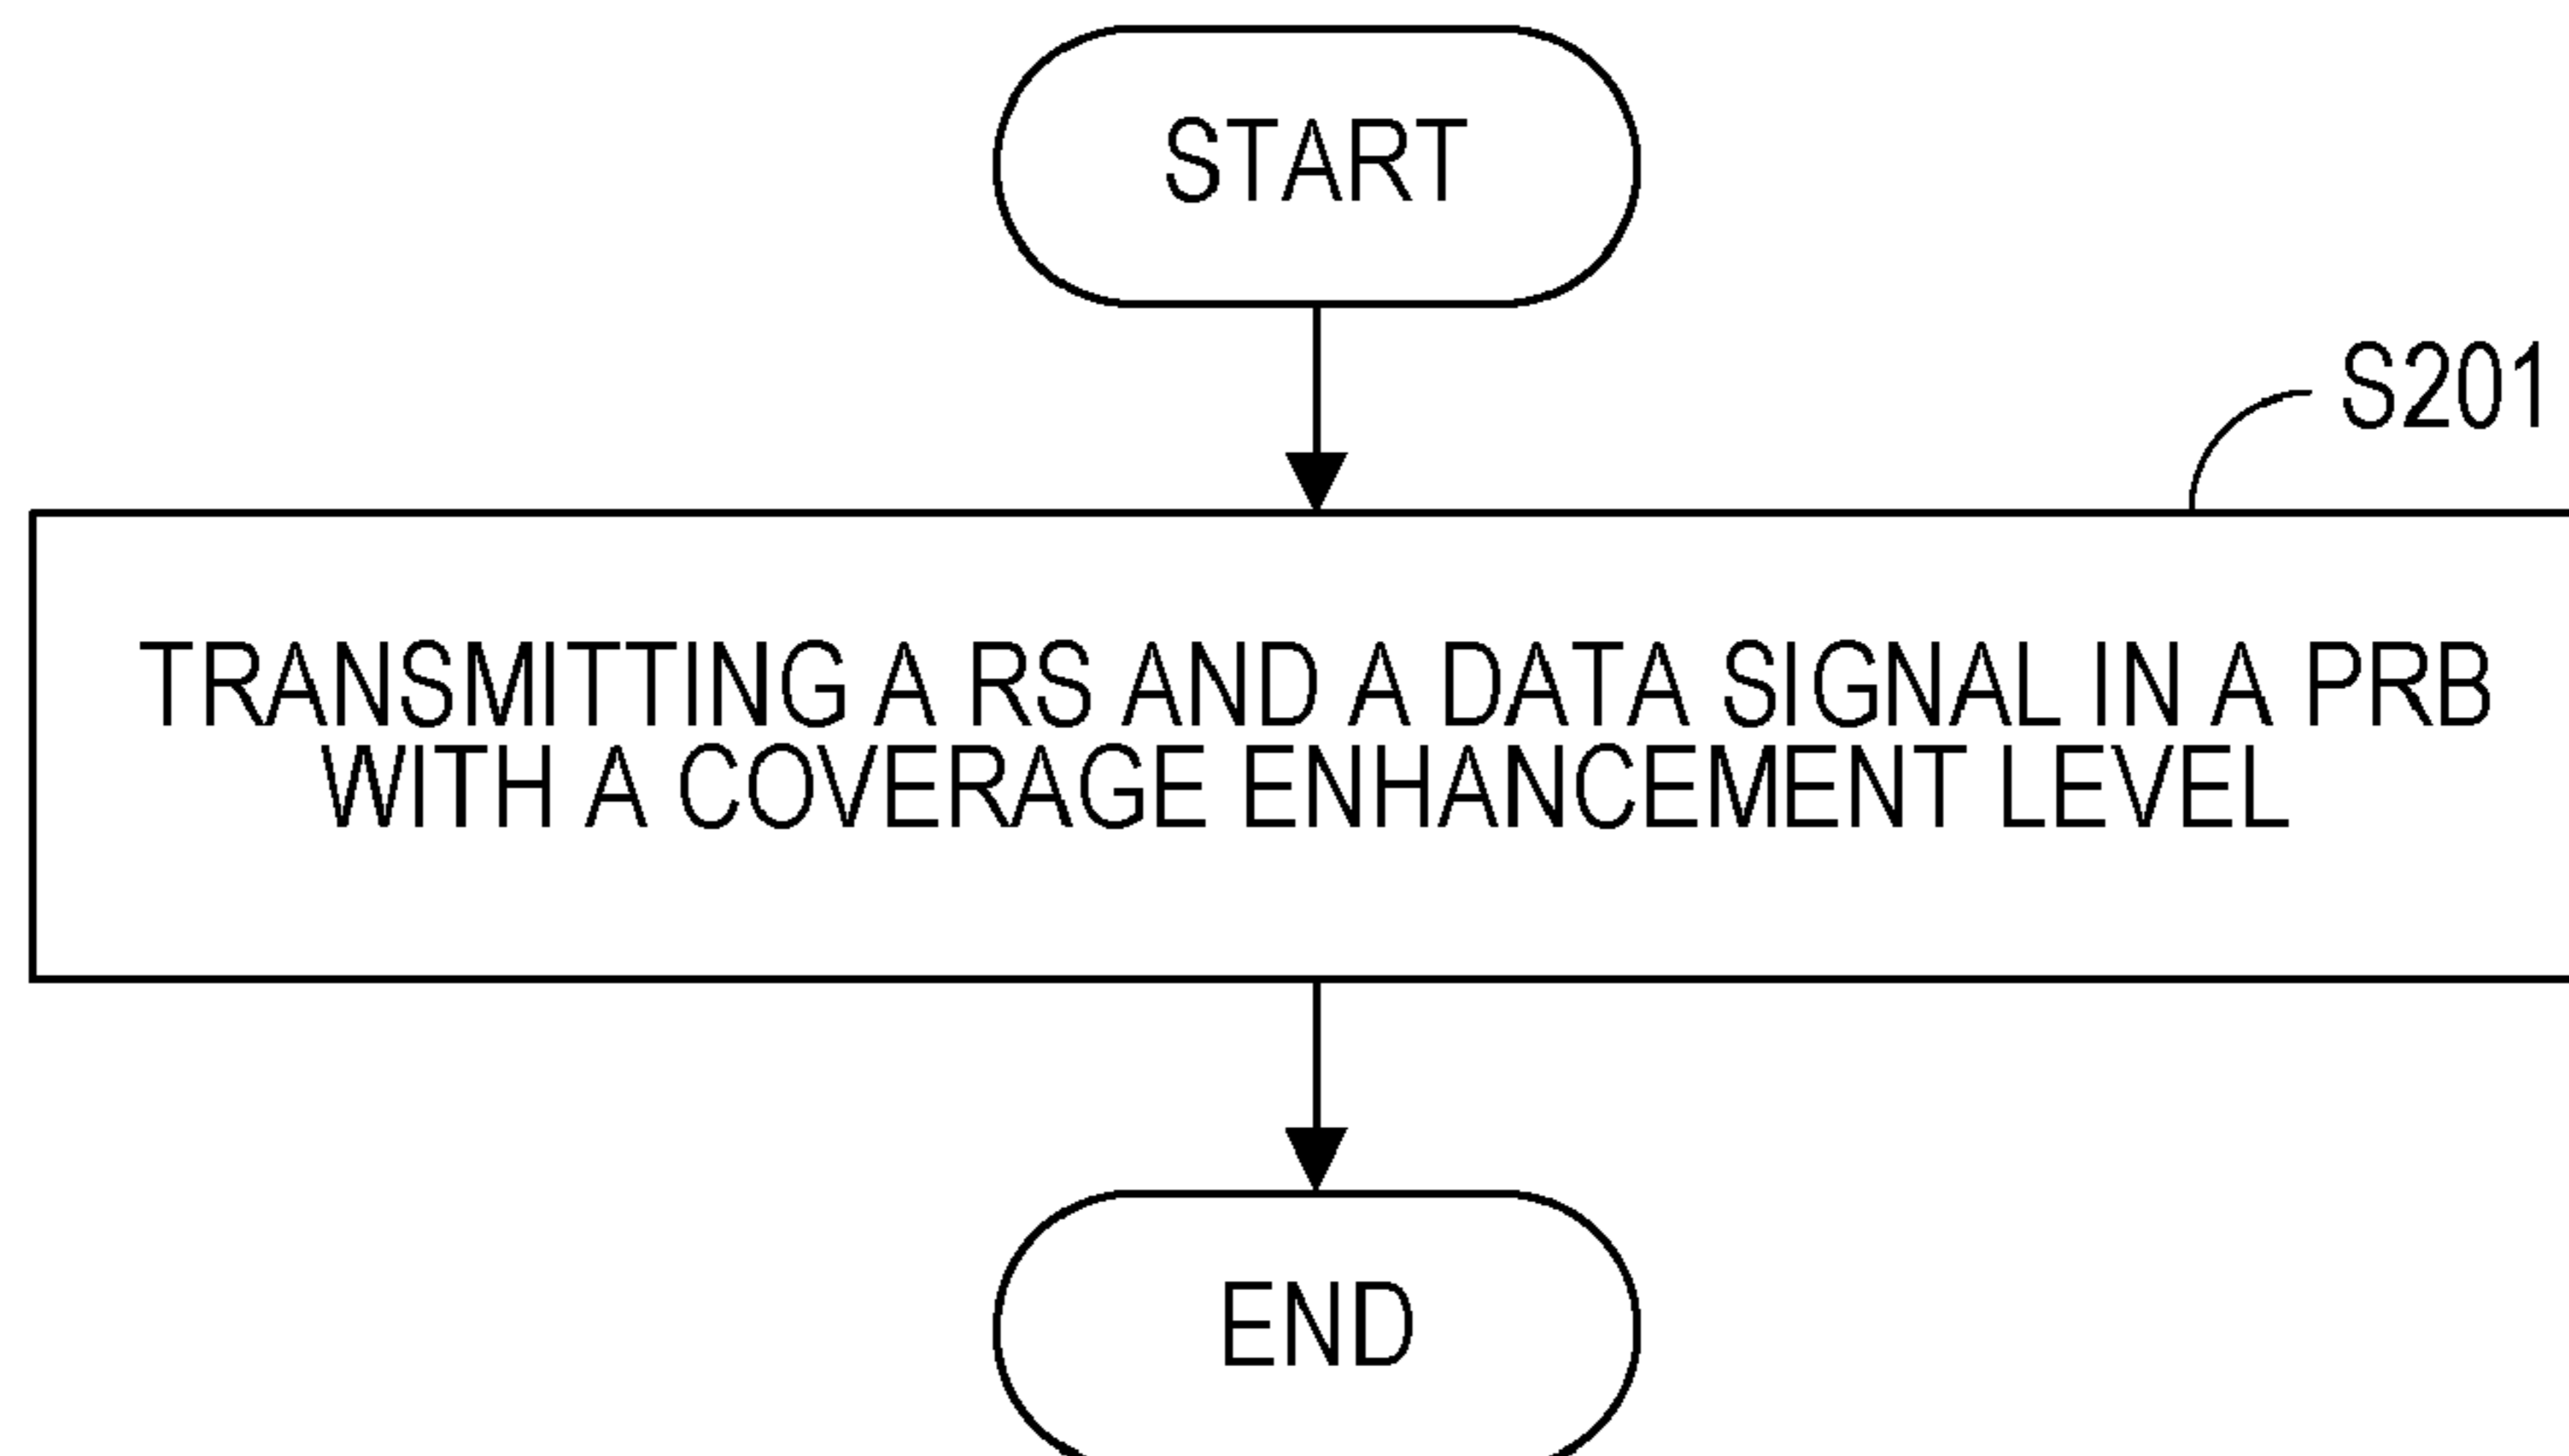 START
S201
TRANSMITTING A RS AND A DATA SIGNAL IN A PRB
WITH A COVERAGE ENHANCEMENT LEVEL
END